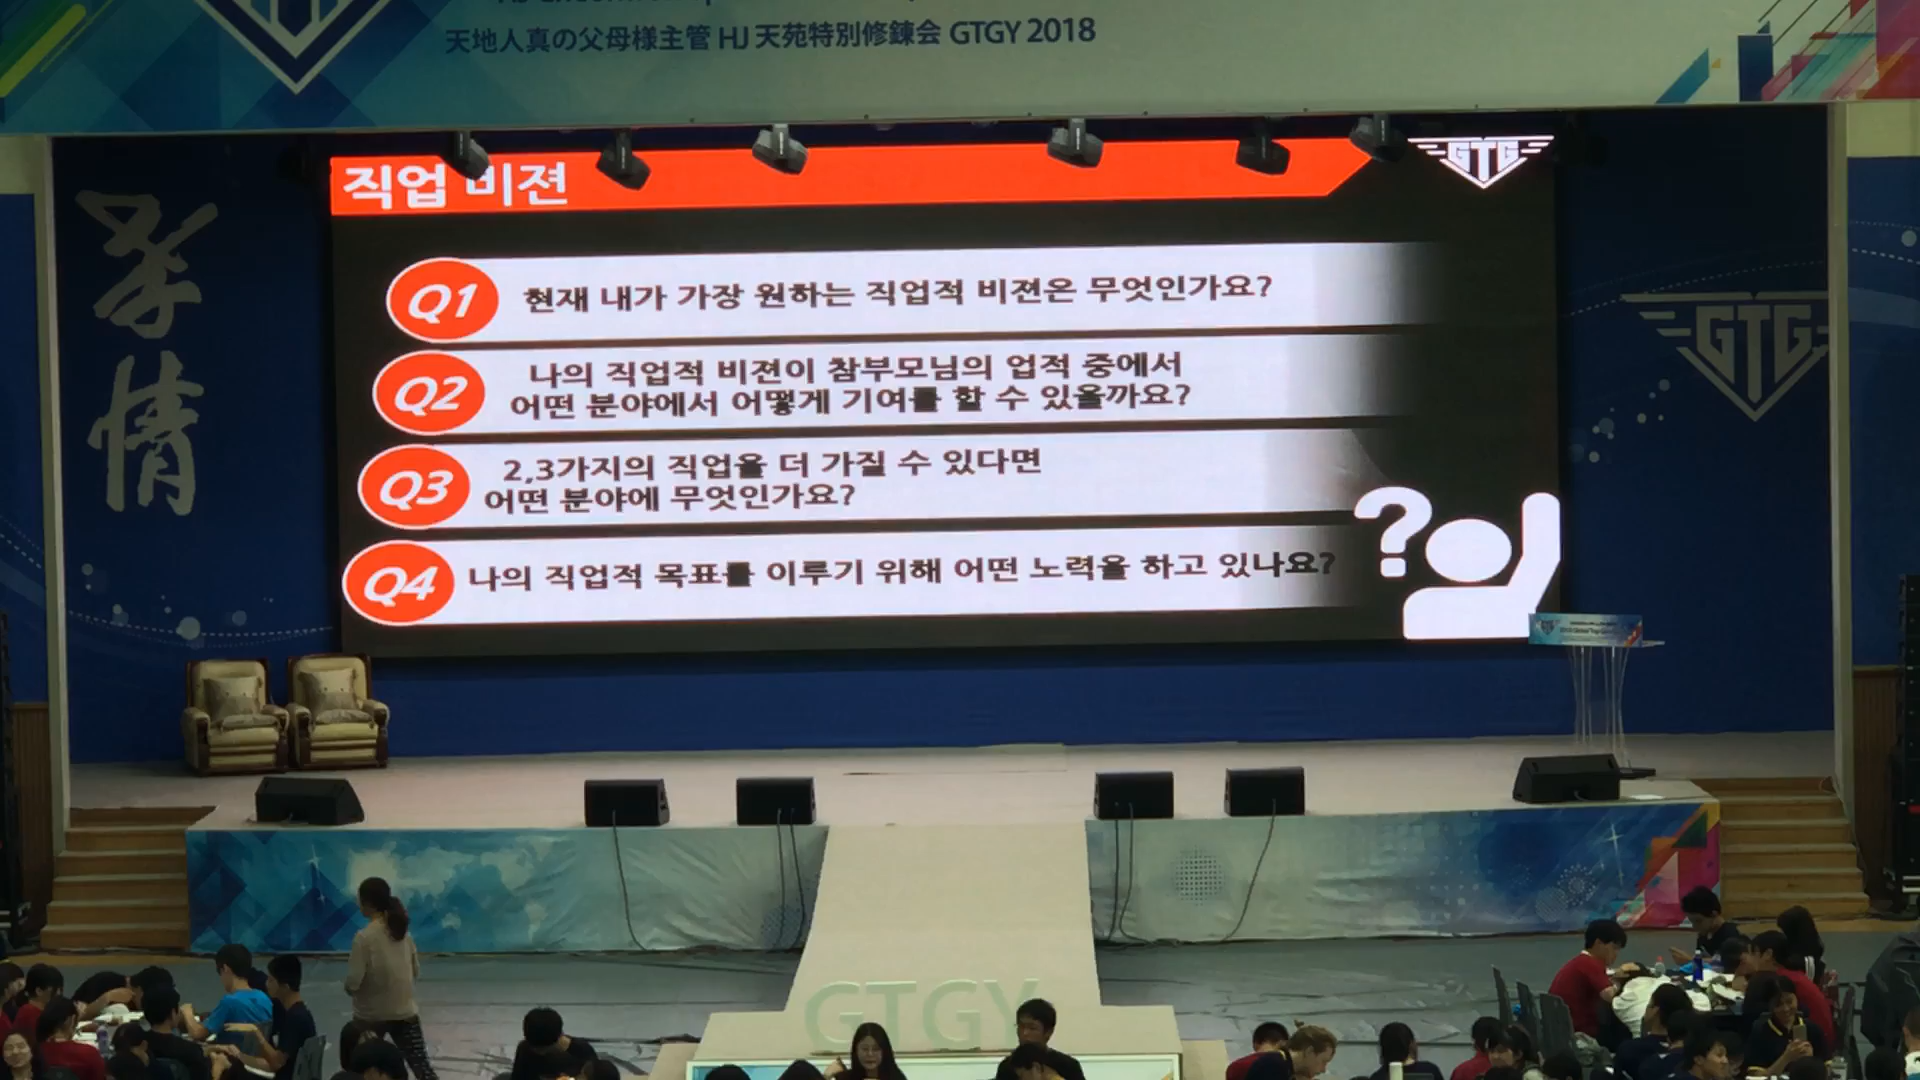 天地人真の父母様主管 HJ 天苑特別修錬会 GTGY 2018
직업 비젼
GTG
Q1 현재 내가 가장 원하는 직업적 비젼은 무엇인가요?
Q2 나의 직업적 비젼이 참부모님의 업적 중에서
어떤 분야에서 어떻게 기여를 할 수 있을까요?
Q3 2,3가지의 직업을 더 가질 수 있다면
어떤 분야에 무엇인가요?
Q4 나의 직업적 목표를 이루기 위해 어떤 노력을 하고 있나요?
?
孝
情
GTG
GTGY